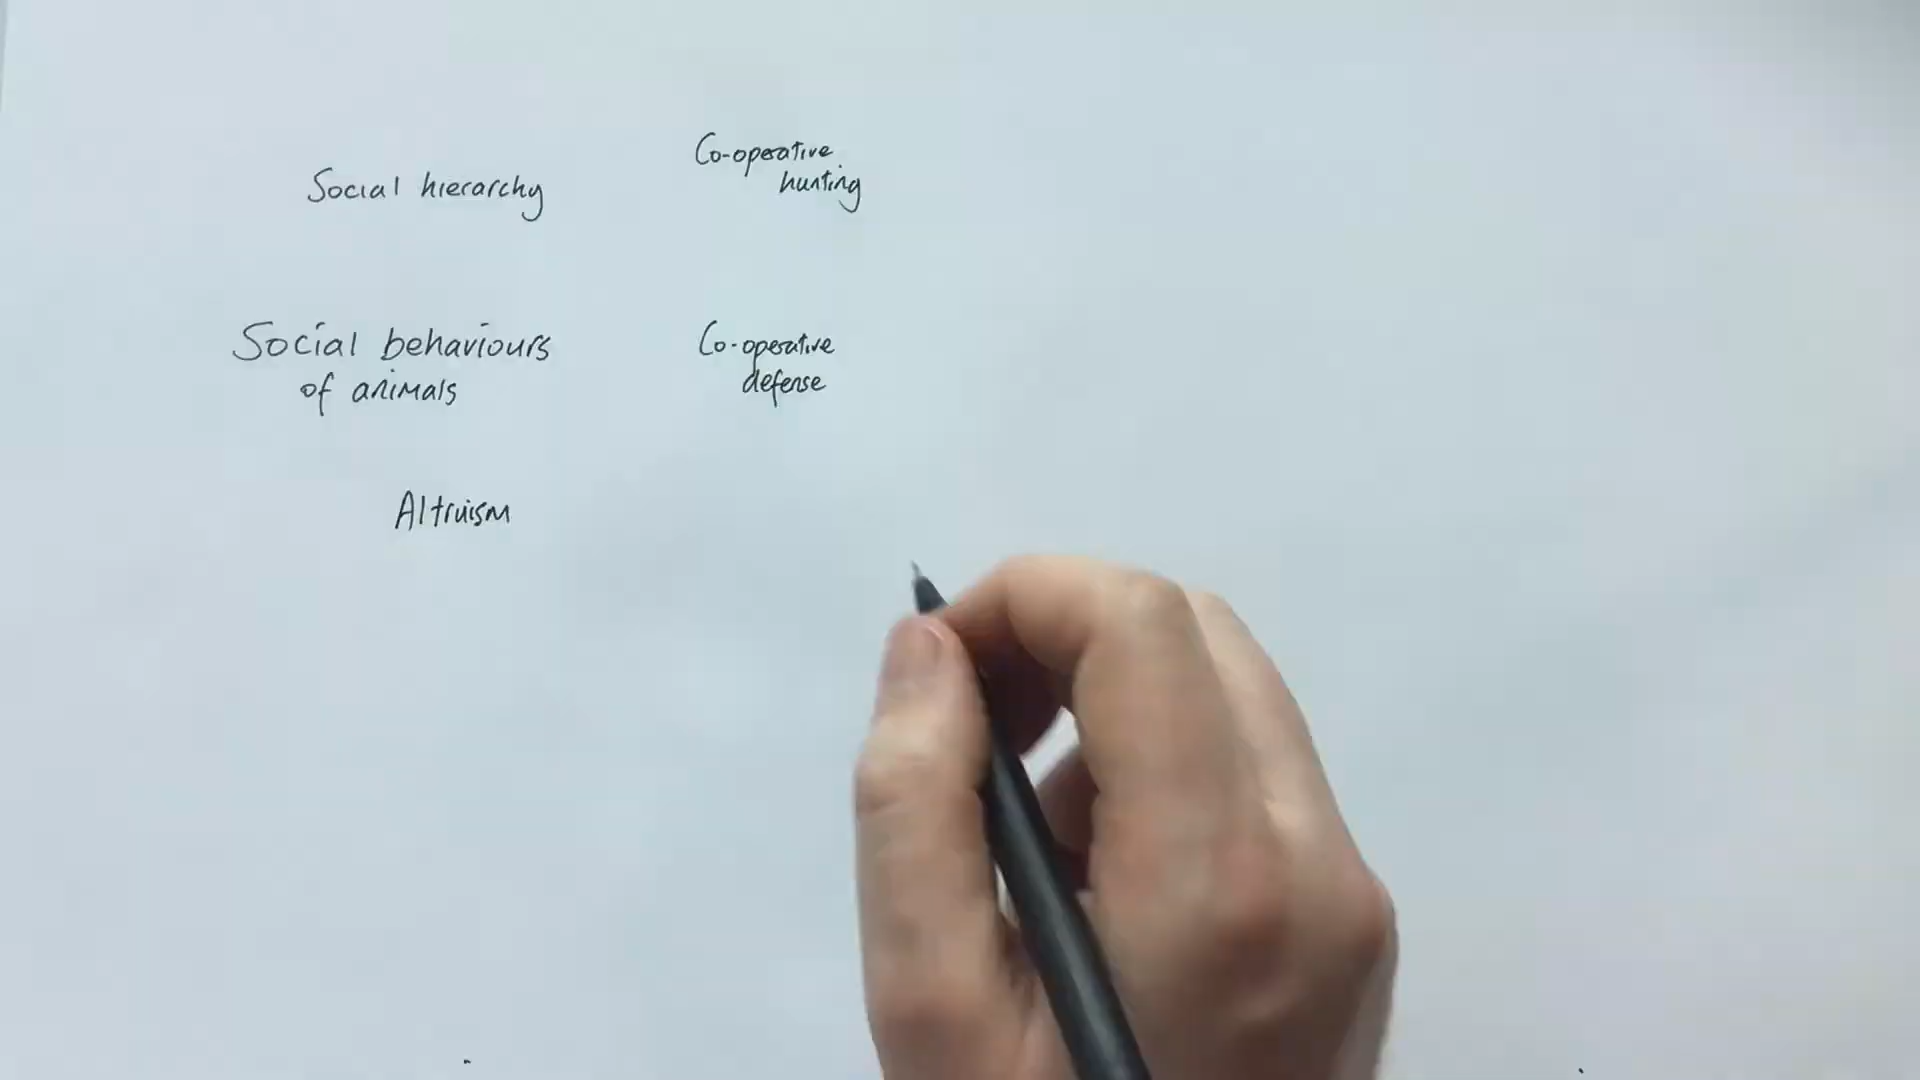 Social hierarchy
Co-operative
hunting
Social behaviours
of animals
Co-operative
defense
Altruism